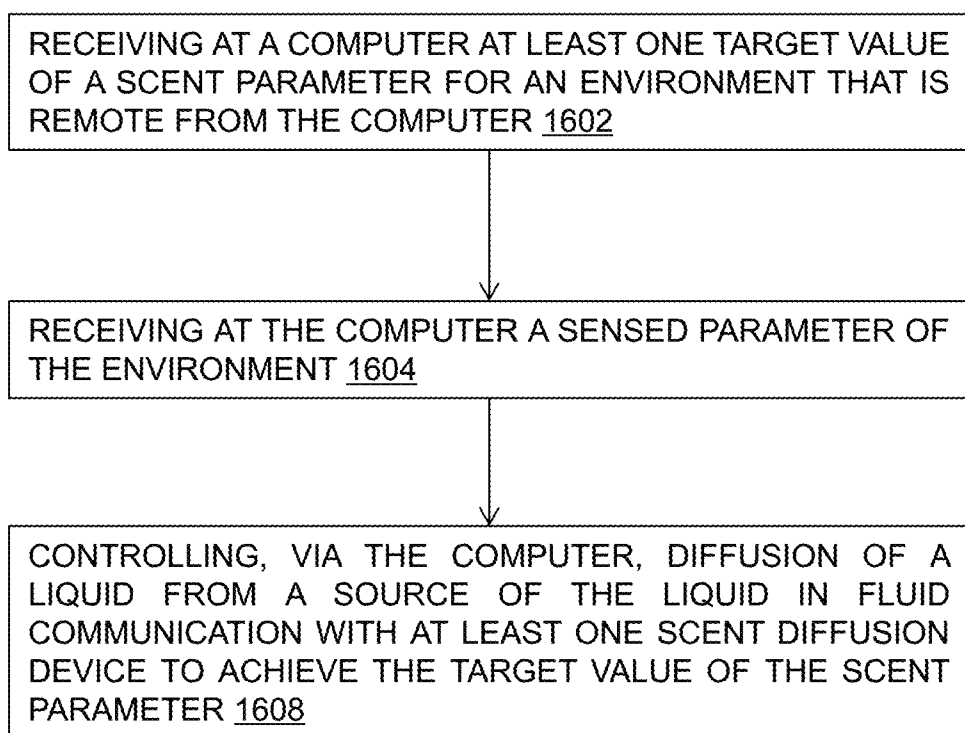 RECEIVING AT A COMPUTER AT LEAST ONE TARGET VALUE
OF A SCENT PARAMETER FOR AN ENVIRONMENT THAT IS
REMOTE FROM THE COMPUTER 1602
RECEIVING AT THE COMPUTER A SENSED PARAMETER OF
THE ENVIRONMENT 1604
CONTROLLING, VIA THE COMPUTER, DIFFUSION OF A
LIQUID FROM A SOURCE OF THE LIQUID IN FLUID
COMMUNICATION WITH AT LEAST ONE SCENT DIFFUSION
DEVICE TO ACHIEVE THE TARGET VALUE OF THE SCENT
PARAMETER 1608